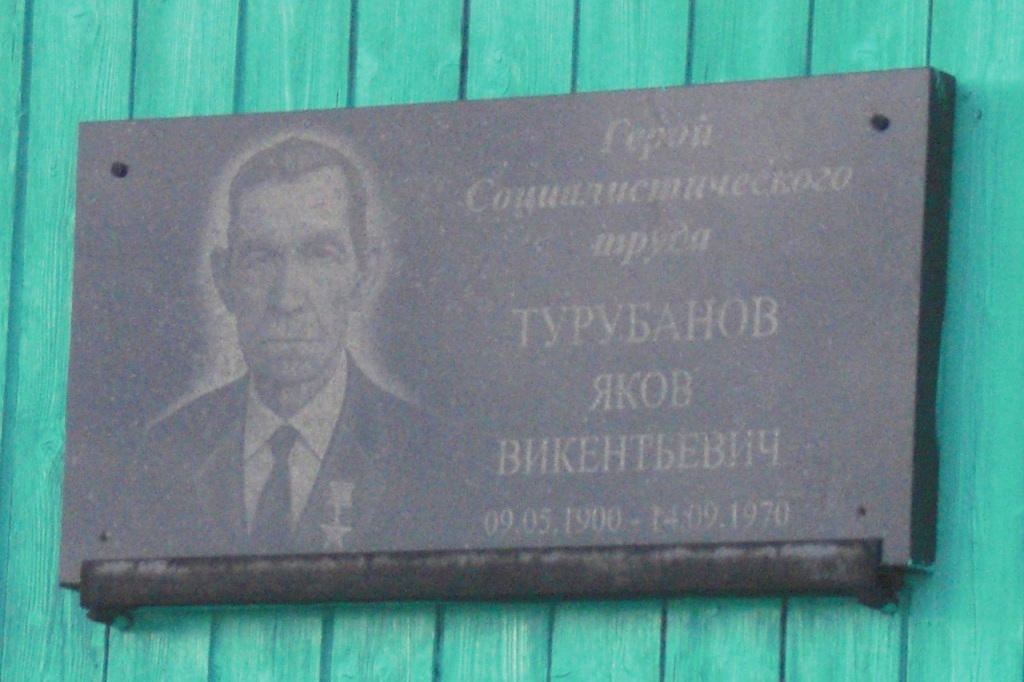 Герой
Социалистического
труда
ТУРУБАНОВ
ЯКОВ
ВИКЕНТЬЕВИЧ
09.05.1900 - 14.09.1970